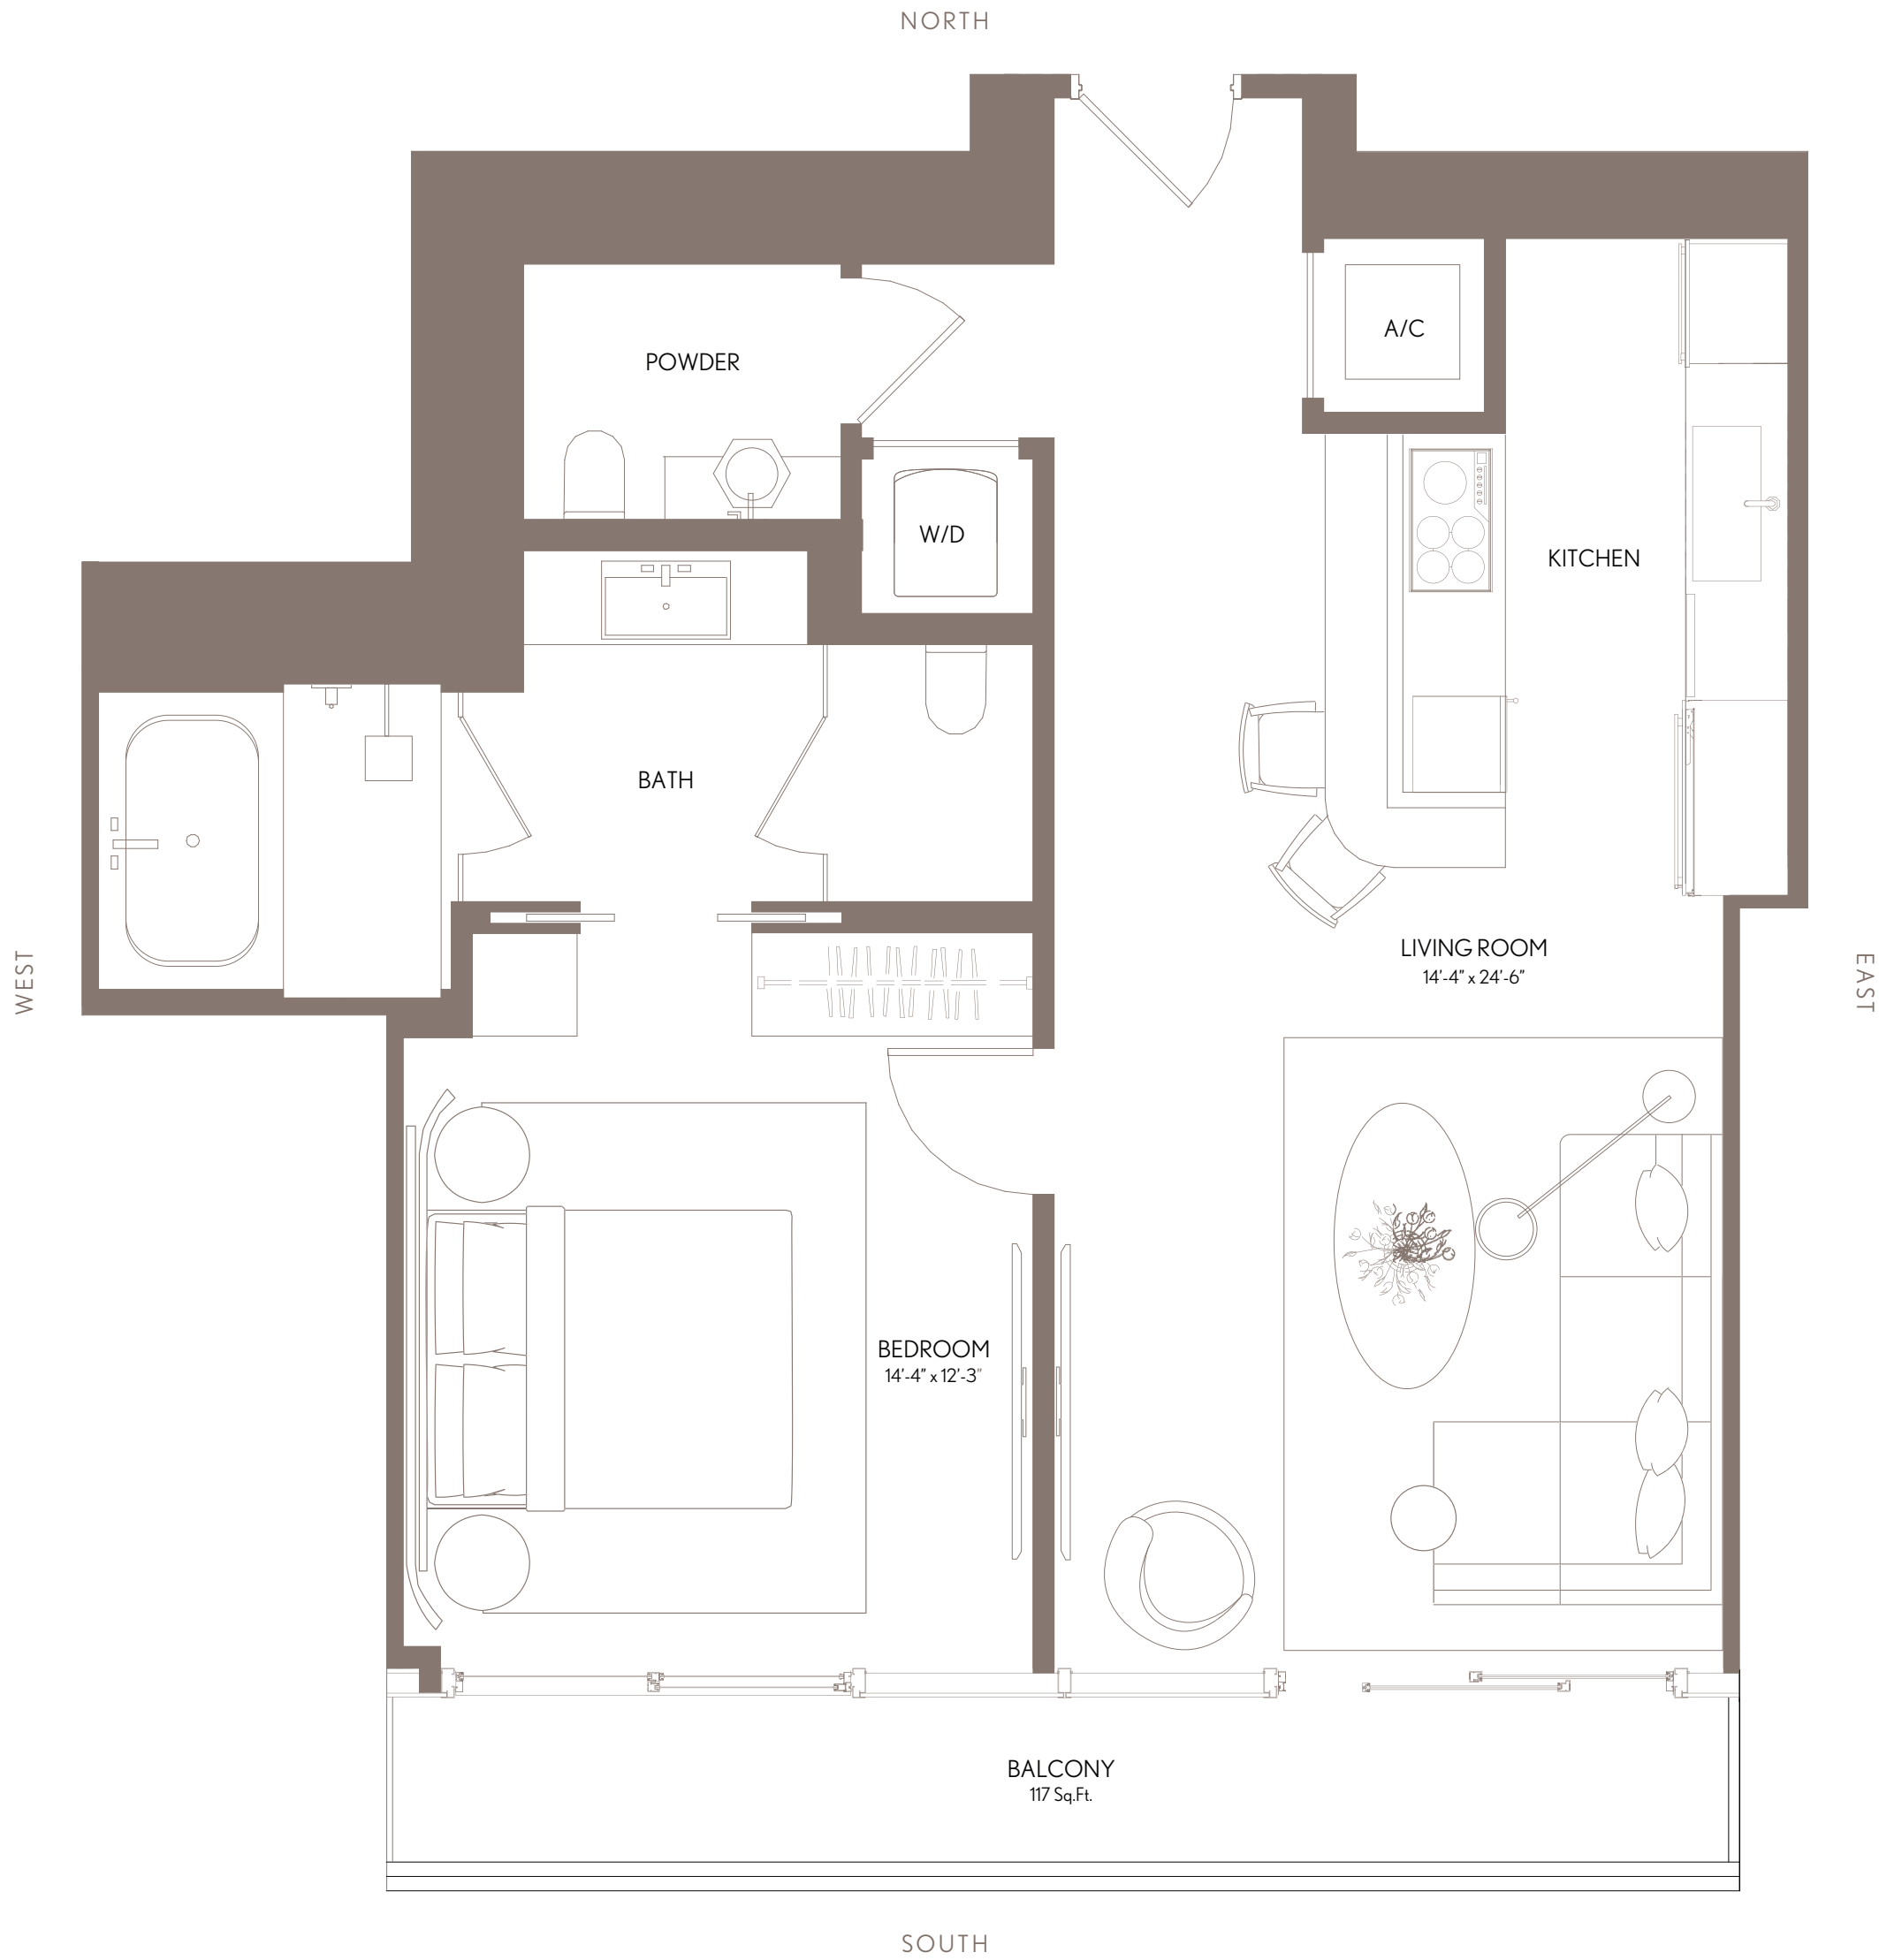 NORTH
A/C
POWDER
W/D
KITCHEN
BATH
LIVING ROOM
14'-4" x 24'-6"
WEST
EAST
BEDROOM
14'-4" x 12'-3"
BALCONY
117 Sq.Ft.
SOUTH